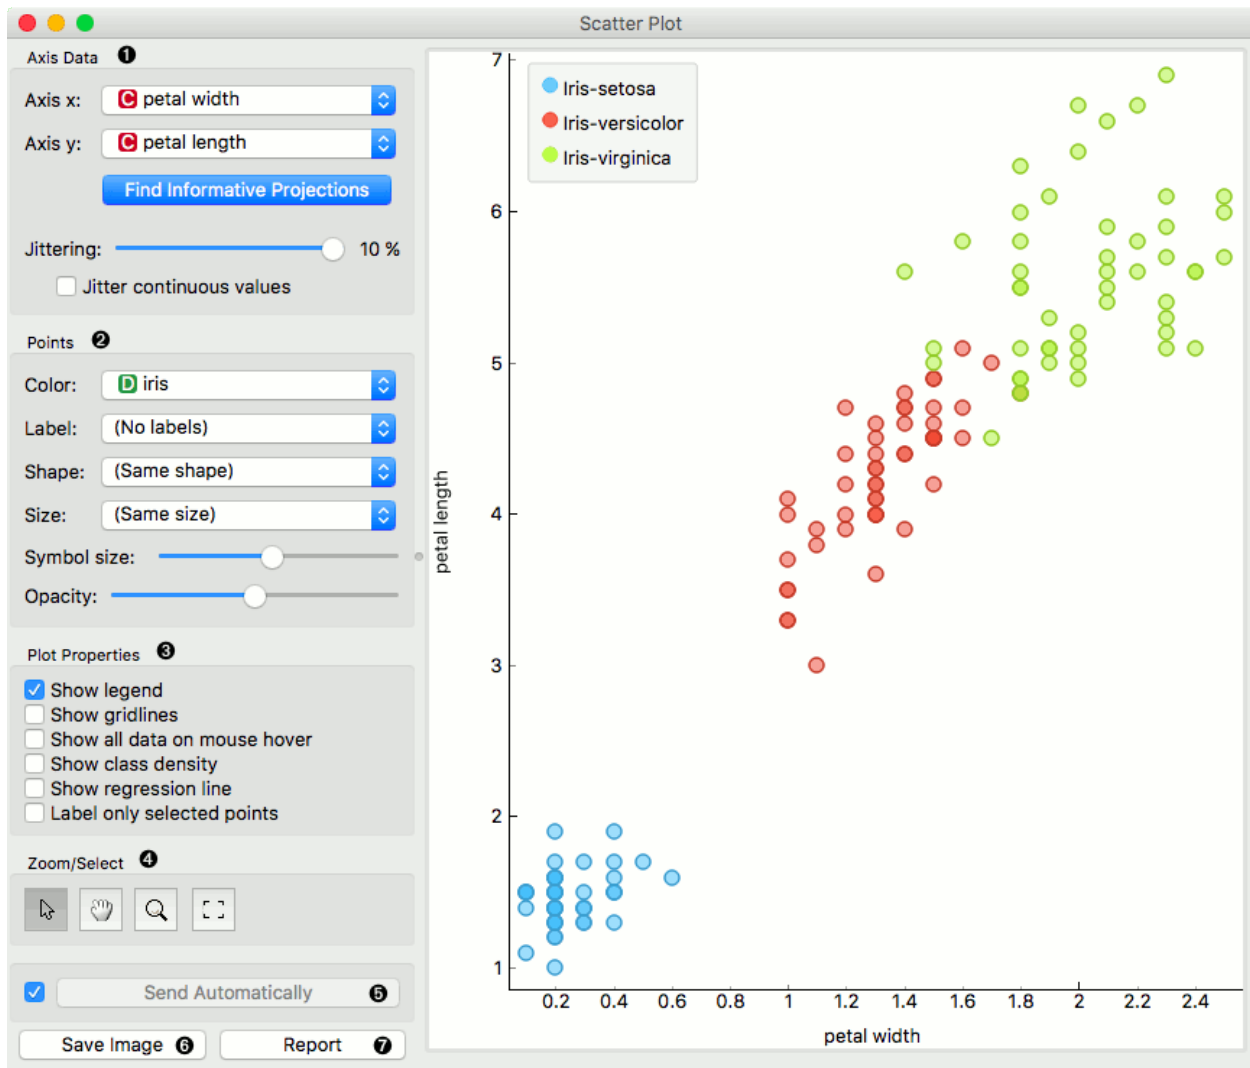 Scatter Plot
Axis Data ❶
Axis x: C petal width
Axis y: C petal length
Find Informative Projections
Jittering: 10 %
Jitter continuous values
Points ❷
Color: D iris
Label: (No labels)
Shape: (Same shape)
Size: (Same size)
Symbol size:
Opacity:
Plot Properties ❸
Show legend
Show gridlines
Show all data on mouse hover
Show class density
Show regression line
Label only selected points
Zoom/Select ❹
Send Automatically ❺
Save Image ❻
Report ❼
Iris-setosa
Iris-versicolor
Iris-virginica
petal length
7
6
5
4
3
2
1
0.2 0.4 0.6 0.8 1 1.2 1.4 1.6 1.8 2 2.2 2.4
petal width